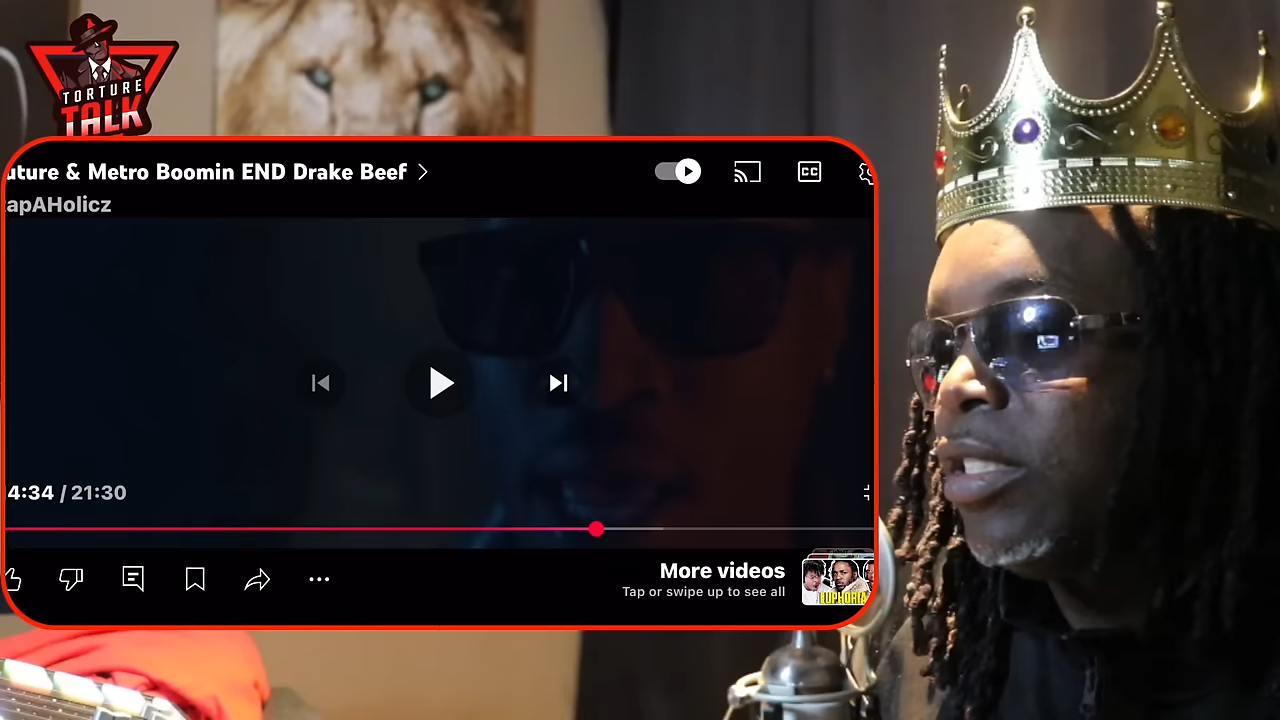 TORTURE
TALK
uture & Metro Boomin END Drake Beef
apAHolicz
CC
4:34 / 21:30
More videos
Tap or swipe up to see all
EUPHORIA